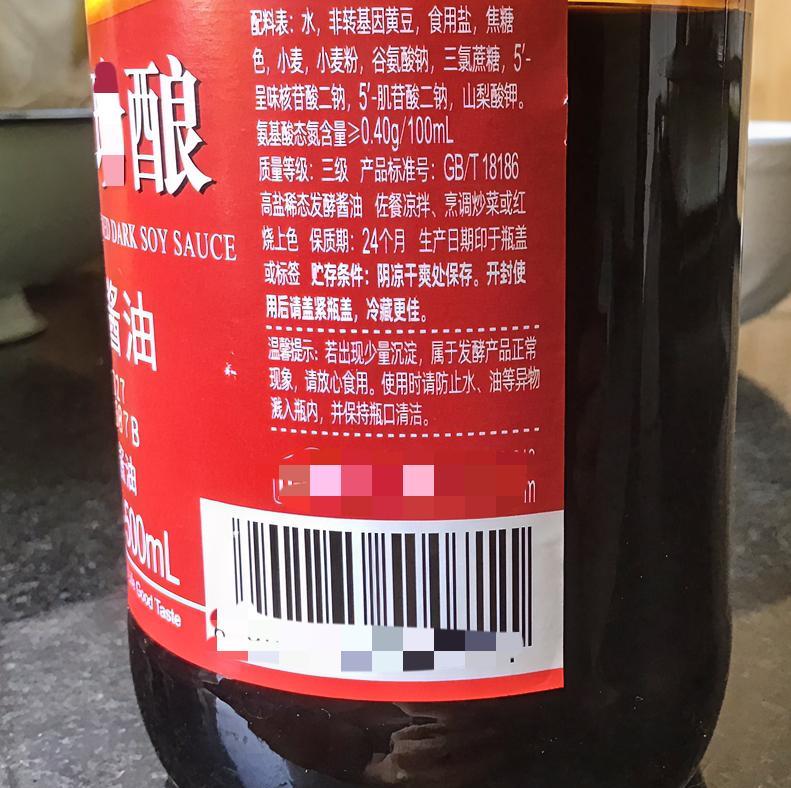 配料表：水，非转基因黄豆，食用盐，焦糖
色，小麦，小麦粉，谷氨酸钠，三氯蔗糖，5′-
呈味核苷酸二钠，5′-肌苷酸二钠，山梨酸钾。
氨基酸态氮含量≥0.40g/100mL
质量等级：三级 产品标准号：GB/T18186
高盐稀态发酵酱油 佐餐凉拌、烹调炒菜或红
烧上色 保质期：24个月 生产日期印于瓶盖
或标签 贮存条件：阴凉干爽处保存。开封使
用后请盖紧瓶盖，冷藏更佳。
温馨提示：若出现少量沉淀，属于发酵产品正常
现象，请放心食用。使用时请防止水、油等异物
溅入瓶内，并保持瓶口清洁。
酿
DARK SOY SAUCE
酱油
油
500mL
Good Taste